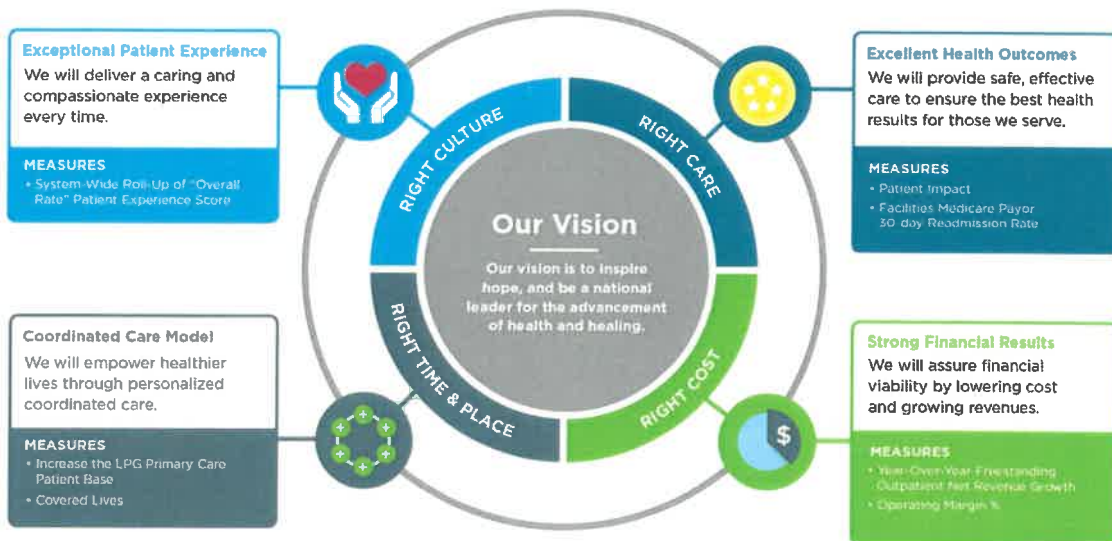 Exceptional Patient Experience
We will deliver a caring and
compassionate experience
every time.
MEASURES
• System-Wide Roll-Up of "Overall
Rate" Patient Experience Score
Excellent Health Outcomes
We will provide safe, effective
care to ensure the best health
results for those we serve.
MEASURES
• Patient Impact
• Facilities Medicare Payor
30-day Readmission Rate
RIGHT CULTURE
RIGHT CARE
Our Vision
Our vision is to inspire
hope, and be a national
leader for the advancement
of health and healing.
RIGHT TIME & PLACE
RIGHT COST
Coordinated Care Model
We will empower healthier
lives through personalized
coordinated care.
MEASURES
• Increase the LPG Primary Care
Patient Base
• Covered Lives
$
Strong Financial Results
We will assure financial
viability by lowering cost
and growing revenues.
MEASURES
• Year-Over-Year Freestanding
Outpatient Net Revenue Growth
• Operating Margin %